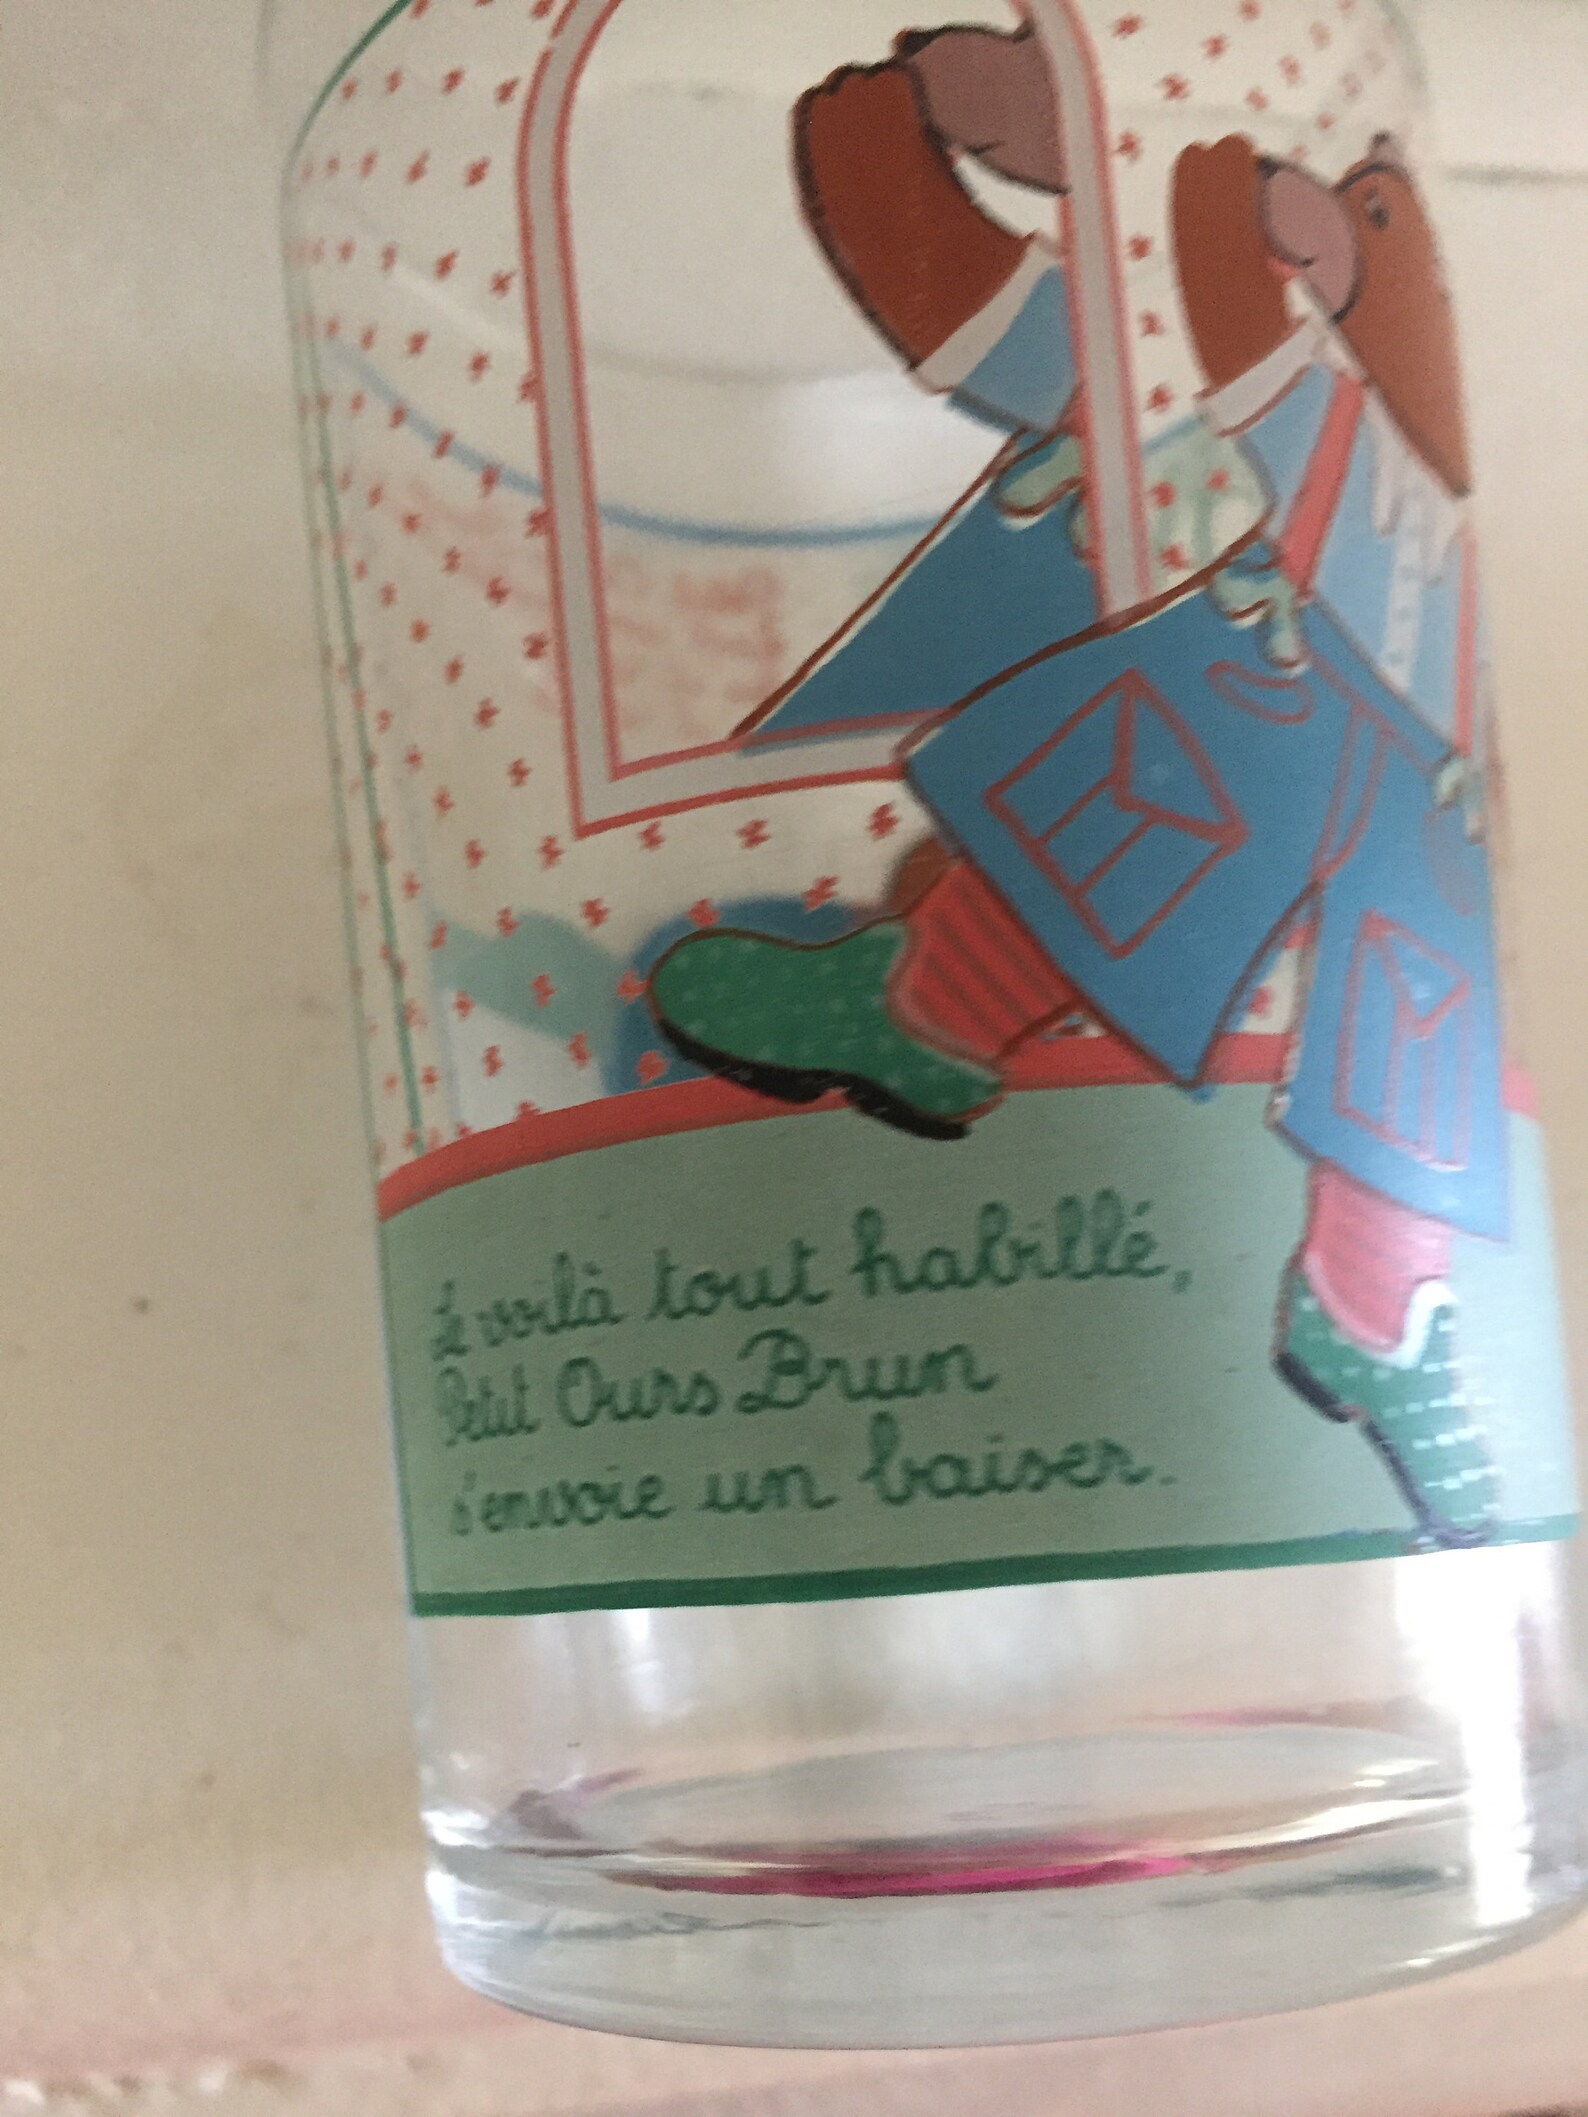 Le voilà tout habillé,
Petit Ours Brun
s'envoie un baiser.